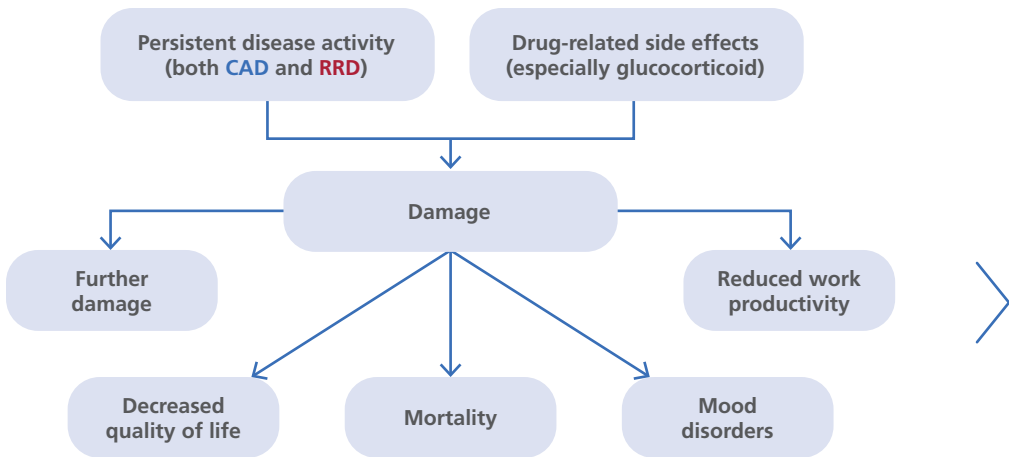 Persistent disease activity
(both CAD and RRD)
Drug-related side effects
(especially glucocorticoid)
Damage
Further
damage
Reduced work
productivity
Decreased
quality of life
Mortality
Mood
disorders